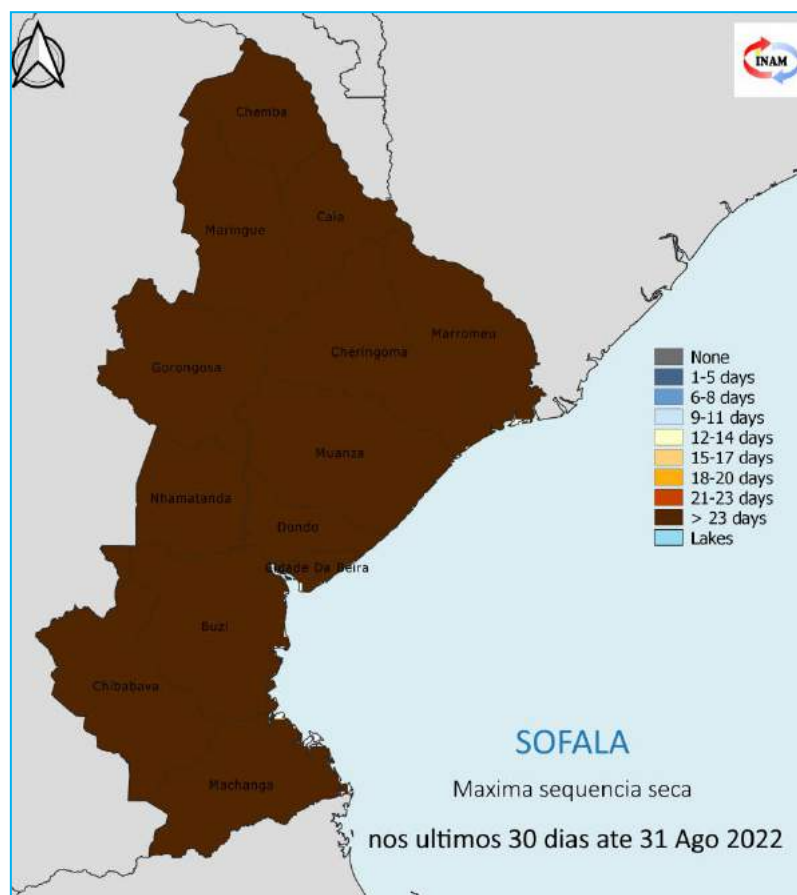 INAM
Chemba
Caia
Maringue
Marromeu
Cheringoma
Gorongosa
Muanza
Nhamatanda
Dondo
Cidade Da Beira
Buzi
Chibabava
Machanga
None
1-5 days
6-8 days
9-11 days
12-14 days
15-17 days
18-20 days
21-23 days
> 23 days
Lakes
SOFALA
Maxima sequencia seca
nos ultimos 30 dias ate 31 Ago 2022